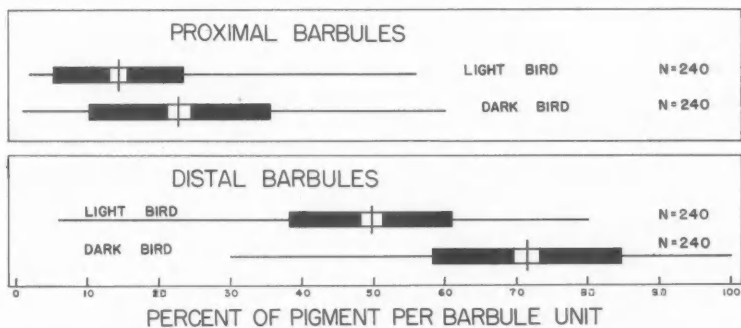 PROXIMAL BARBULES
LIGHT BIRD N=240
DARK BIRD N=240
DISTAL BARBULES
LIGHT BIRD N=240
DARK BIRD N=240
0 10 20 30 40 50 60 70 80 90 100
PERCENT OF PIGMENT PER BARBULE UNIT